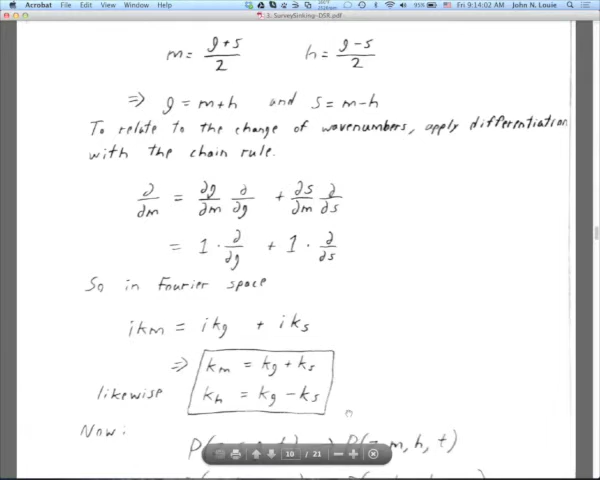 Acrobat File Edit View Window Help 95% Fri 9:14:02 AM John N. Louie
E. SurveySinking-DSR.pdf
m = g+s / 2 h = g-s / 2
⇒ g = m+h and s = m-h
To relate to the change of wavenumbers, apply differentiation
with the chain rule.
∂/∂m = ∂g/∂m ∂/∂g + ∂s/∂m ∂/∂s
= 1 · ∂/∂g + 1 · ∂/∂s
So in Fourier space
ikm = ikg + iks
⇒ km = kg + ks
likewise kh = kg - ks
Now:
m, h, t)
10 / 21